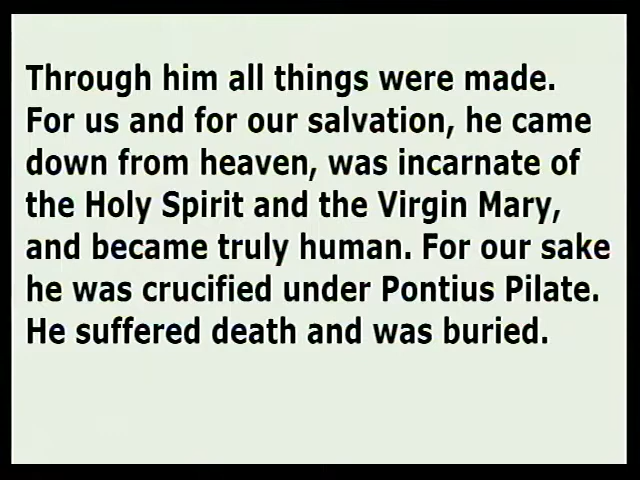 Through him all things were made.
For us and for our salvation, he came
down from heaven, was incarnate of
the Holy Spirit and the Virgin Mary,
and became truly human. For our sake
he was crucified under Pontius Pilate.
He suffered death and was buried.